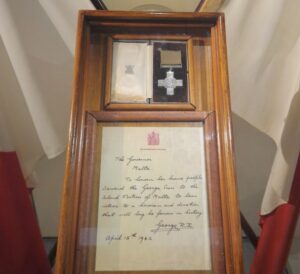 The Governor
Malta
To honour her brave people
I award the George Cross to the
Island Fortress of Malta to bear
witness to a heroism and devotion
that will long be famous in history
George R.I.
April 15th 1942